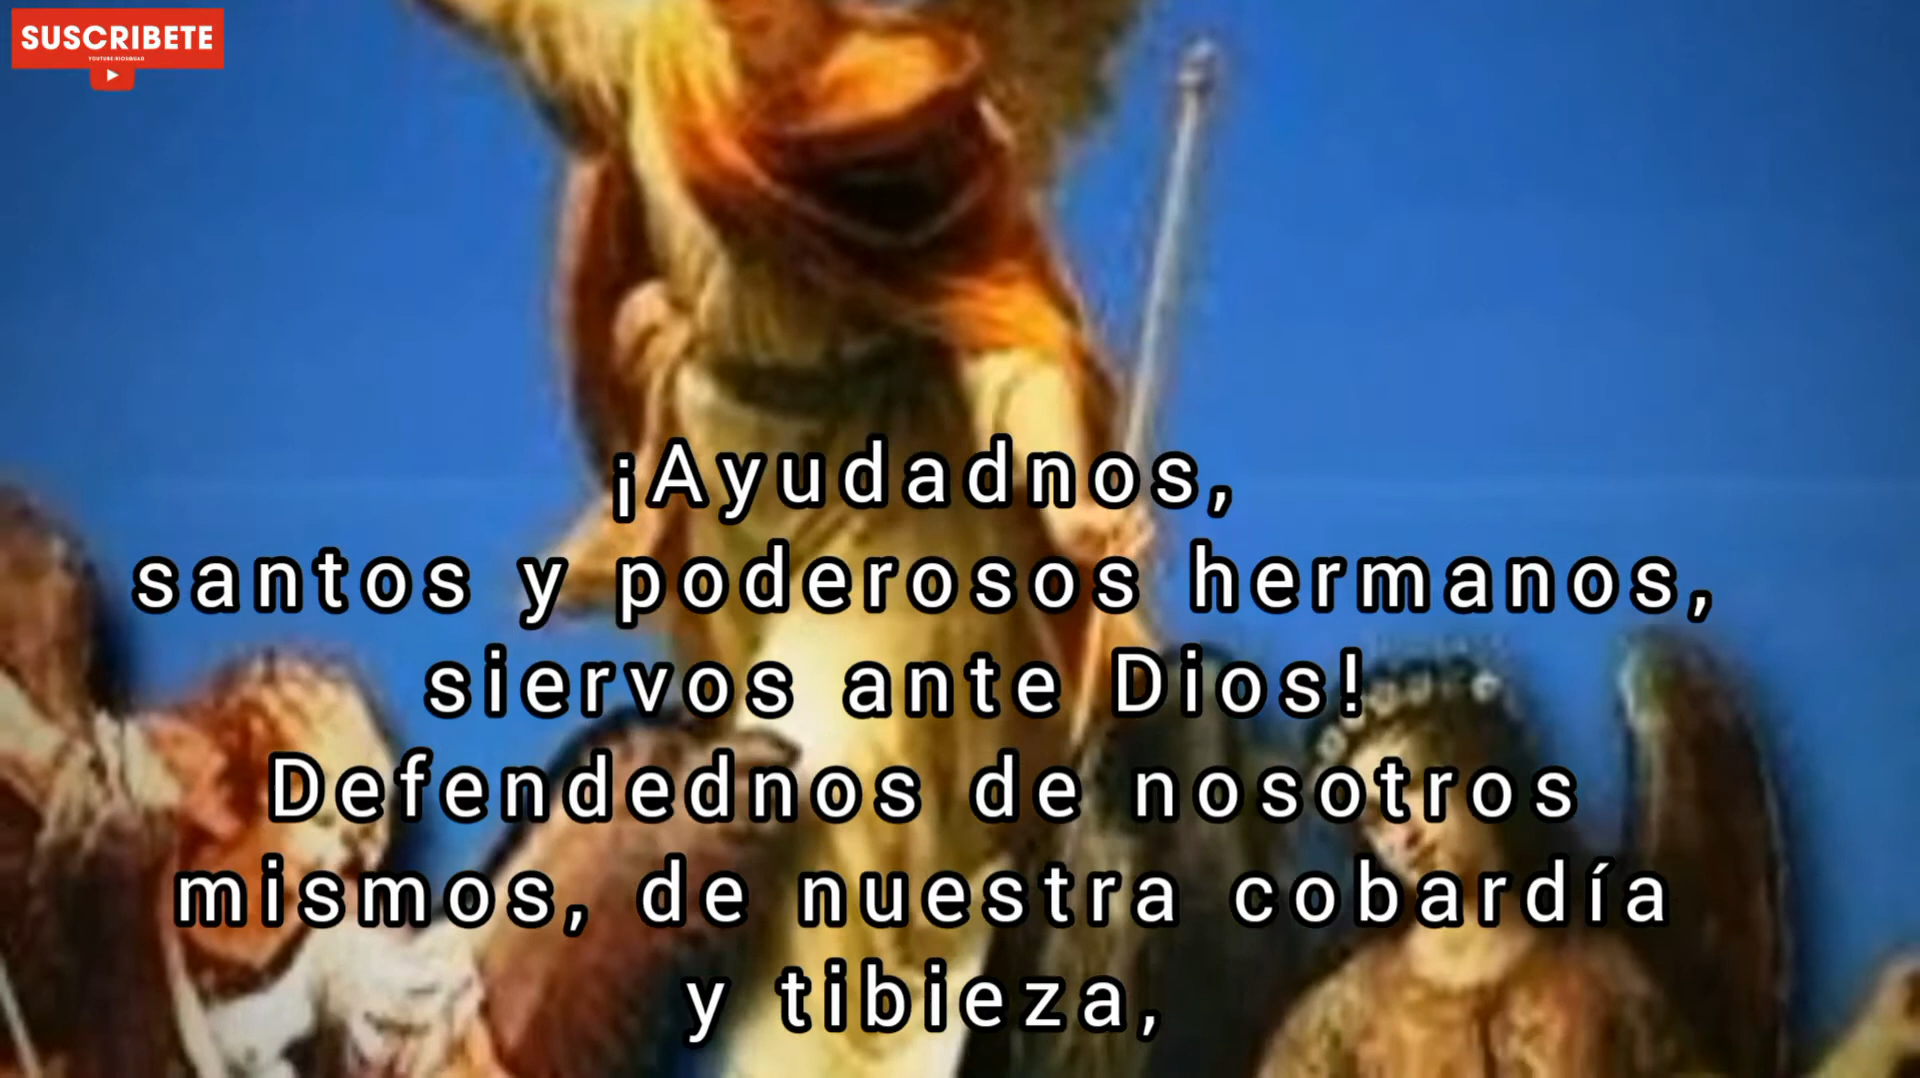 SUSCRIBETE
¡Ayudadnos,
santos y poderosos hermanos,
siervos ante Dios!
Defendednos de nosotros
mismos, de nuestra cobardía
y tibieza,